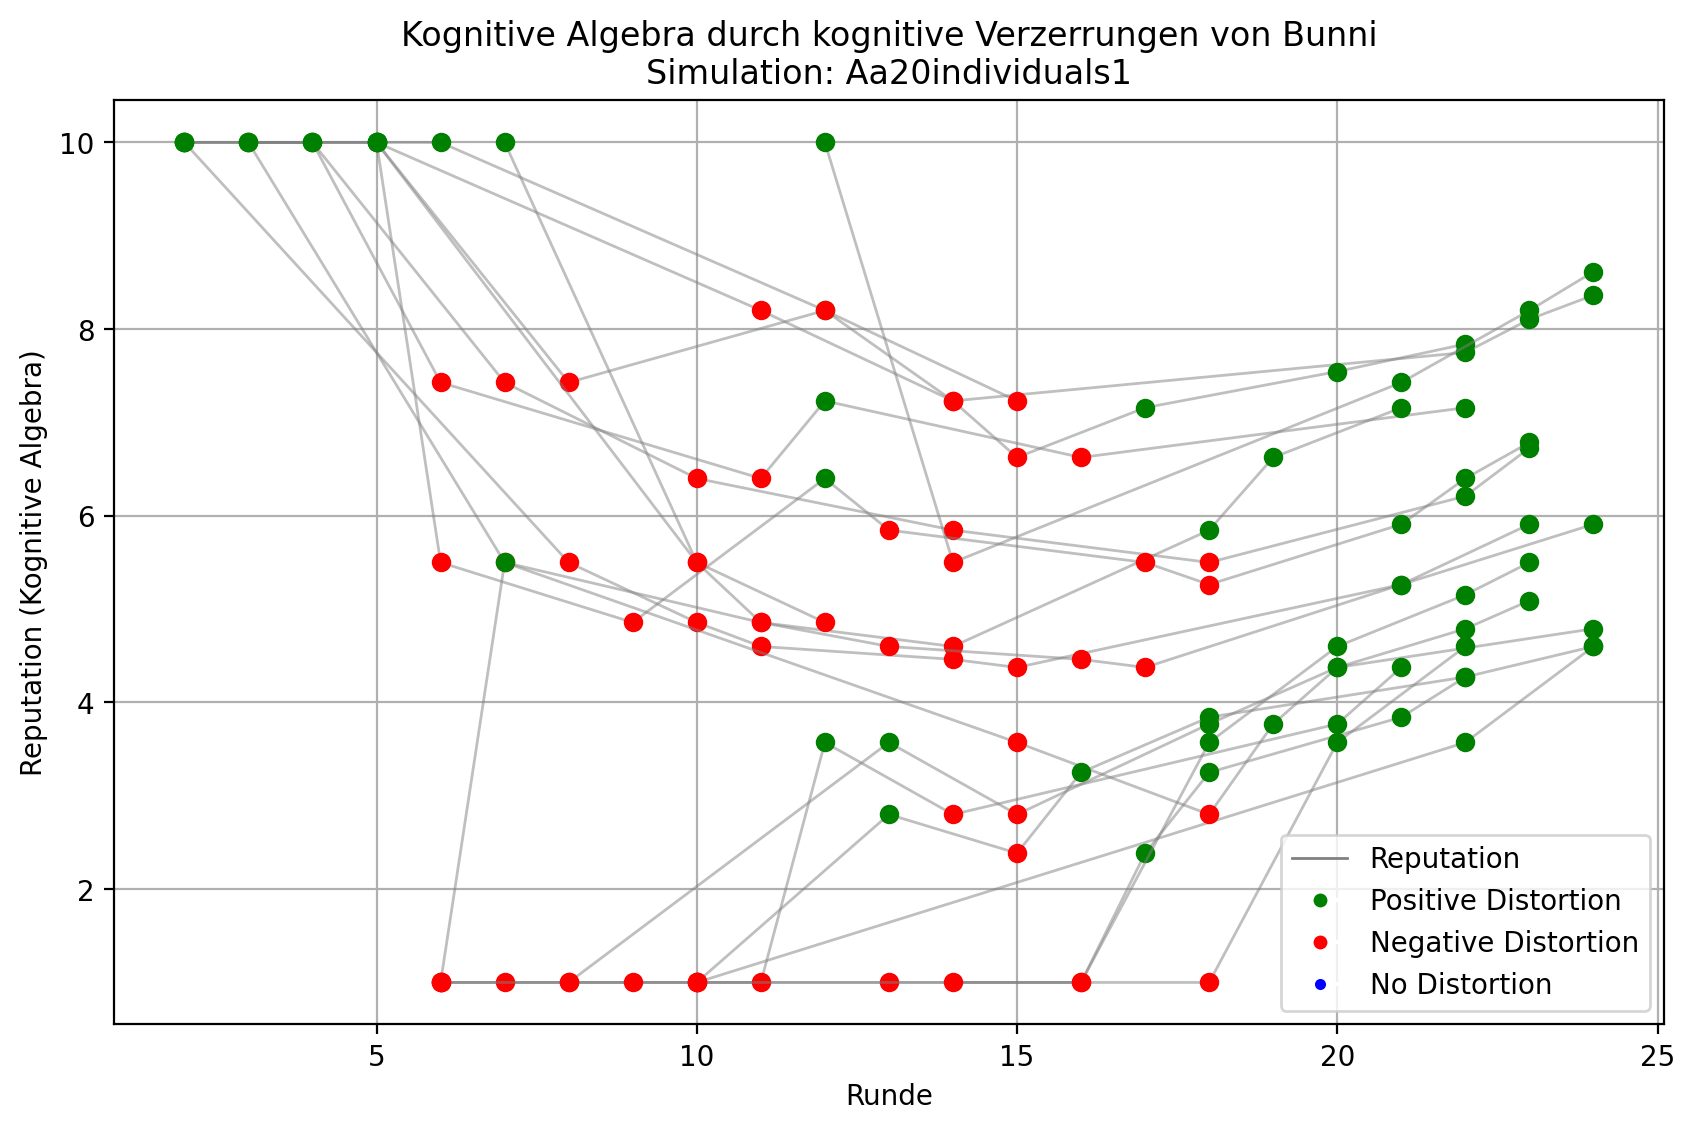 Kognitive Algebra durch kognitive Verzerrungen von Bunni
Simulation: Aa20individuals1
Reputation (Kognitive Algebra)
10
8
6
4
2
5
10
15
20
25
Runde
Reputation
Positive Distortion
Negative Distortion
No Distortion